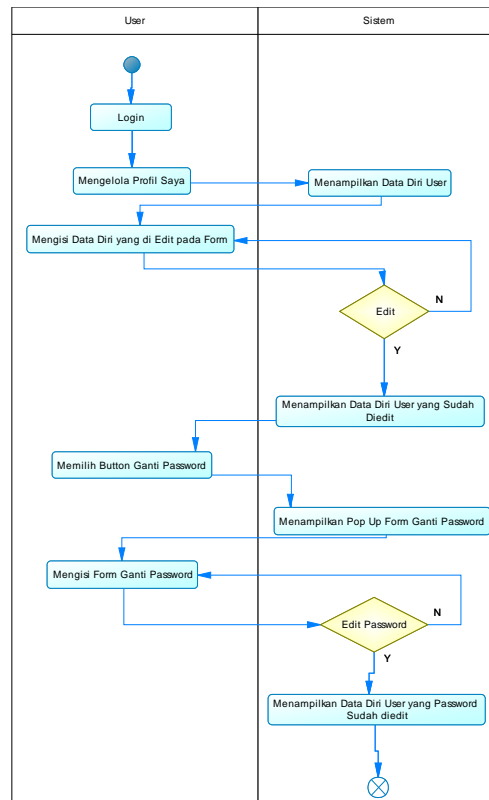 User
Sistem
Login
Mengelola Profil Saya
Menampilkan Data Diri User
Mengisi Data Diri yang di Edit pada Form
Edit
N
Y
Menampilkan Data Diri User yang Sudah
Diedit
Memilih Button Ganti Password
Menampilkan Pop Up Form Ganti Password
Mengisi Form Ganti Password
Edit Password
N
Y
Menampilkan Data Diri User yang Password
Sudah diedit